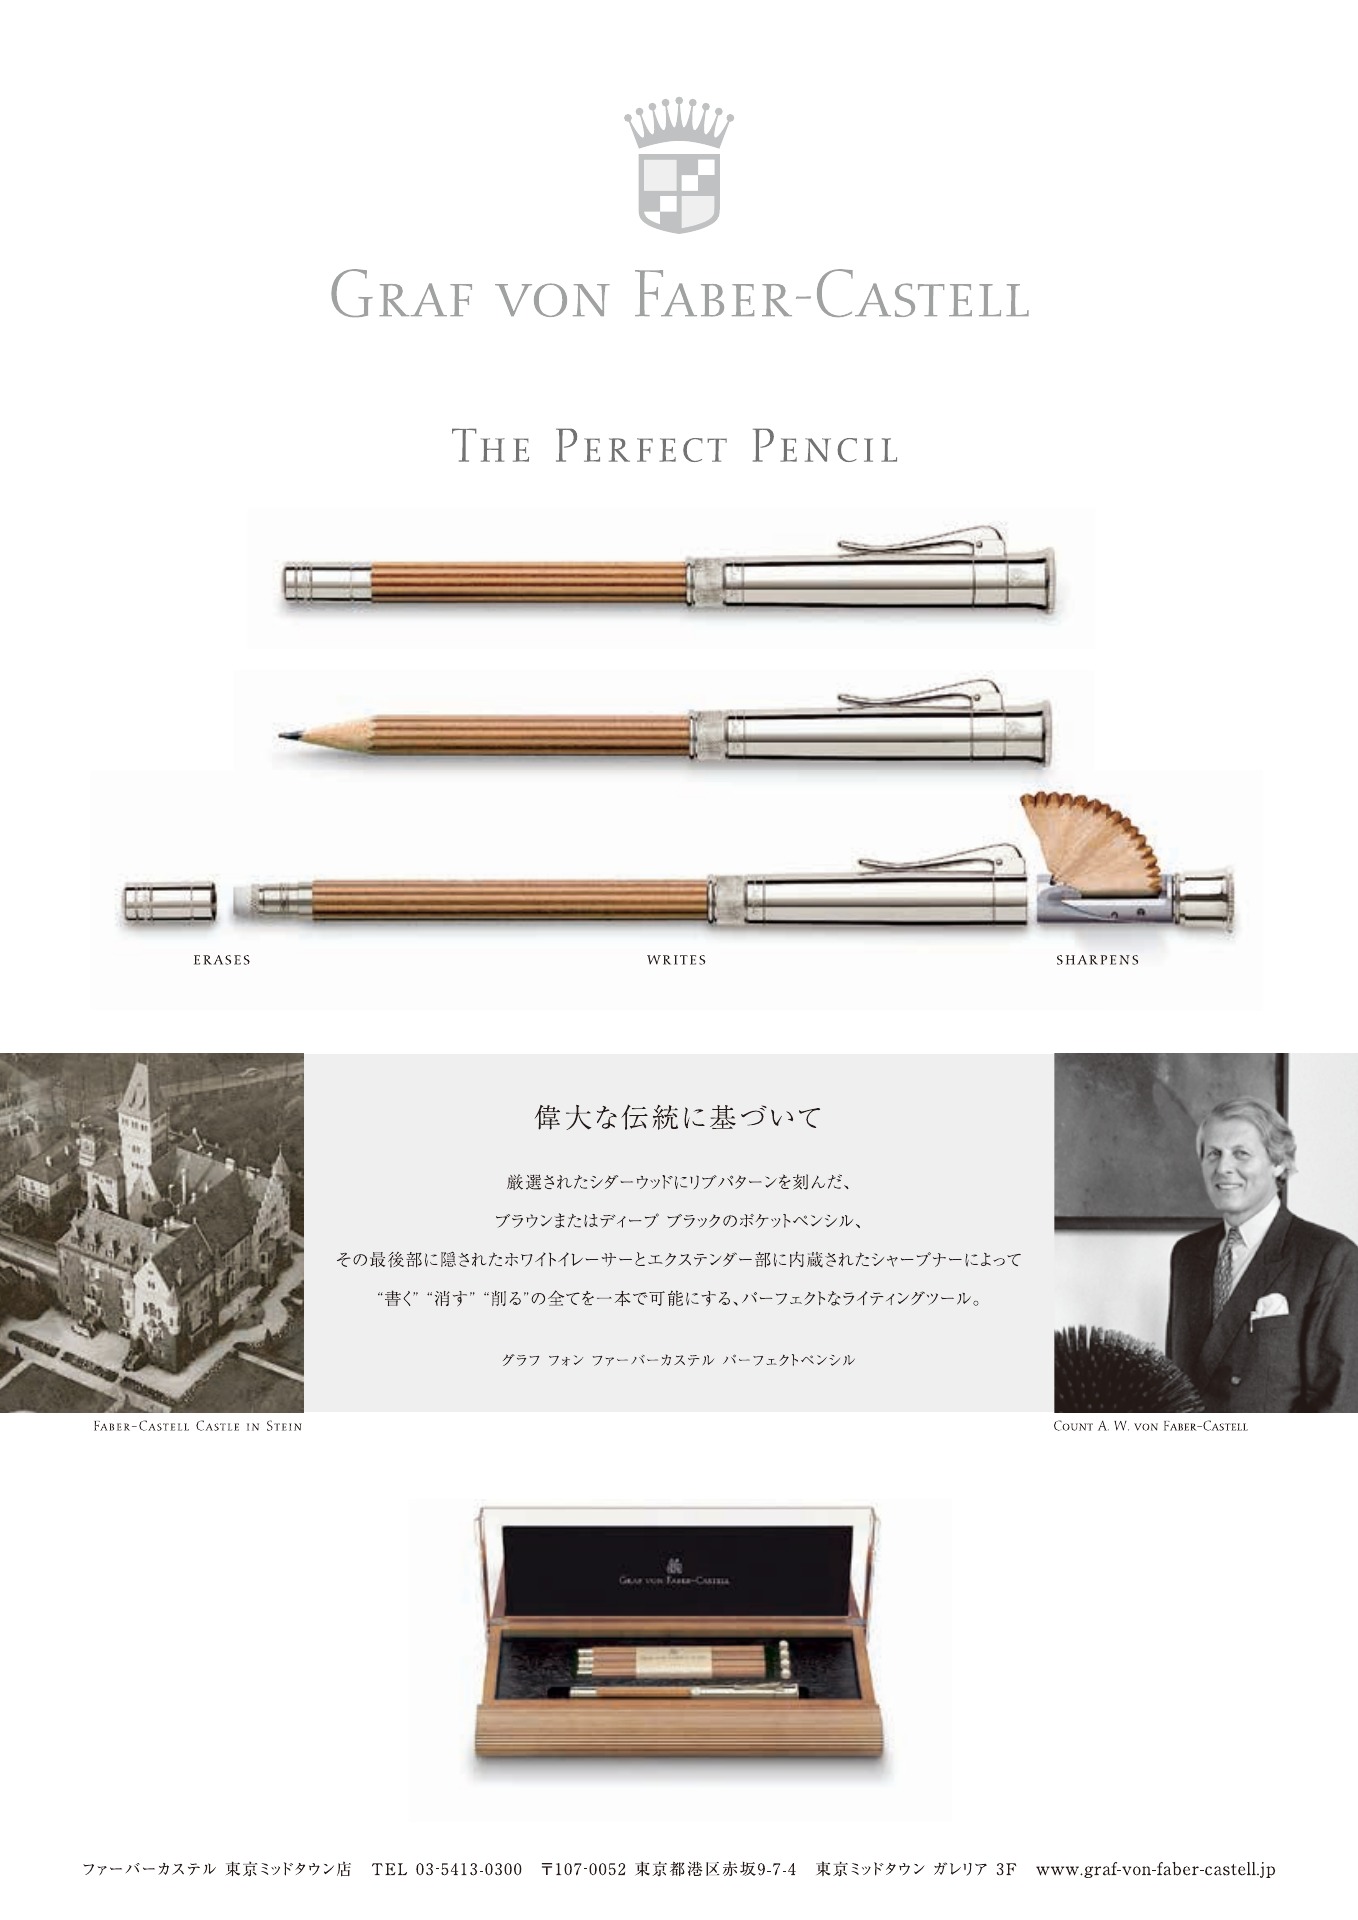 GRAF VON FABER-CASTELL
THE PERFECT PENCIL
ERASES
WRITES
SHARPENS
偉大な伝統に基づいて
厳選されたシダーウッドにリブパターンを刻んだ、
ブラウンまたはディープ ブラックのポケットペンシル、
その最後部に隠されたホワイトイレーサーとエクステンダー部に内蔵されたシャープナーによって
“書く” “消す” “削る”の全てを一本で可能にする、パーフェクトなライティングツール。
グラフ フォン ファーバーカステル パーフェクトペンシル
FABER-CASTELL CASTLE IN STEIN
COUNT A. W. VON FABER-CASTELL
GRAF VON FABER-CASTELL
ファーバーカステル 東京ミッドタウン店 TEL 03-5413-0300 〒107-0052 東京都港区赤坂9-7-4 東京ミッドタウン ガレリア 3F www.graf-von-faber-castell.jp